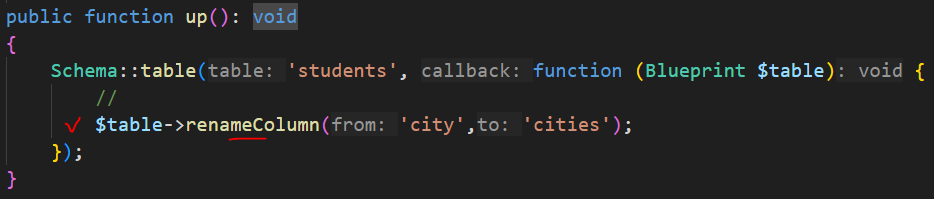 public function up(): void
{
    Schema::table(table: 'students', callback: function (Blueprint $table): void {
        //
        $table->renameColumn(from: 'city',to: 'cities');
    });
}